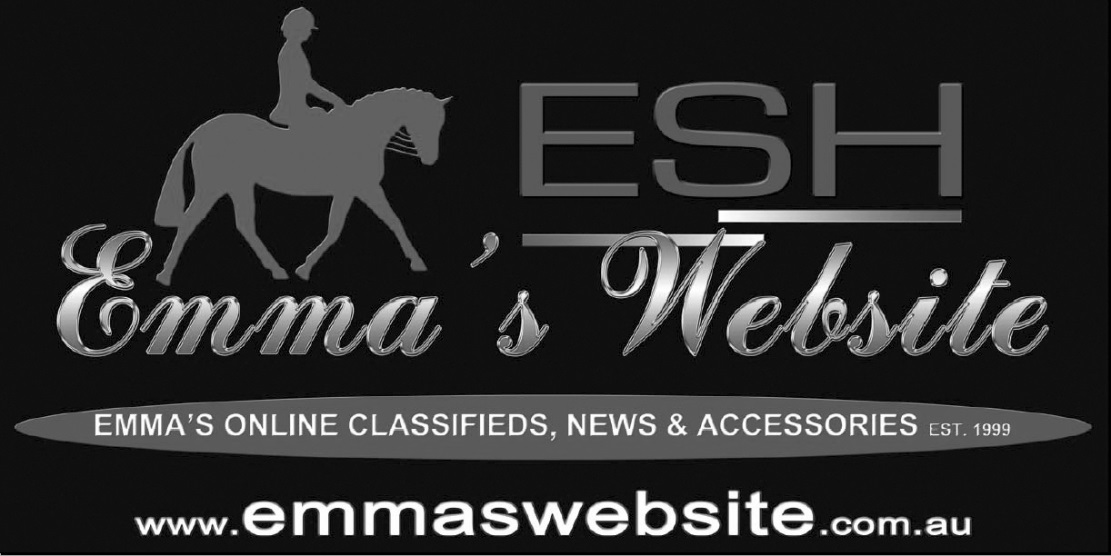 ESH
Emma's Website
EMMA'S ONLINE CLASSIFIEDS, NEWS & ACCESSORIES EST. 1999
www.emmaswebsite.com.au